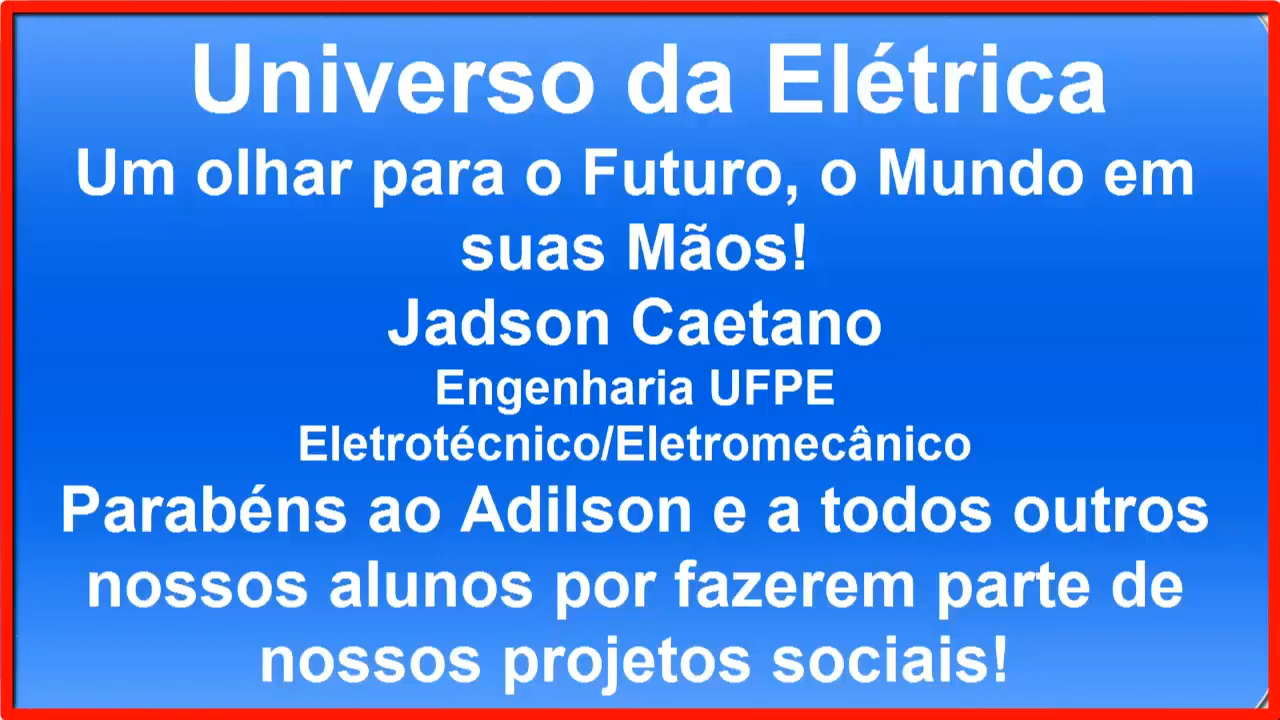 Universo da Elétrica
Um olhar para o Futuro, o Mundo em
suas Mãos!
Jadson Caetano
Engenharia UFPE
Eletrotécnico/Eletromecânico
Parabéns ao Adilson e a todos outros
nossos alunos por fazerem parte de
nossos projetos sociais!